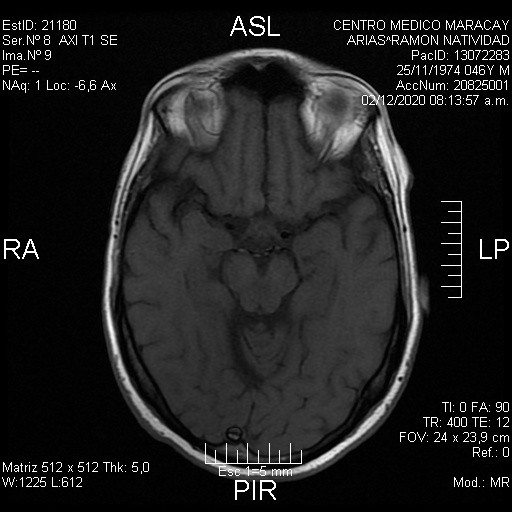 EstID: 21180
Ser.Nº 8 AXI T1 SE
Ima.Nº 9
PE= --
NAq: 1 Loc: -6,6 Ax
ASL
CENTRO MEDICO MARACAY
ARIAS^RAMON NATIVIDAD
PacID: 13072283
25/11/1974 046Y M
AccNum: 20825001
02/12/2020 08:13:57 a.m.
RA
LP
TI: 0 FA: 90
TR: 400 TE: 12
FOV: 24 x 23,9 cm
Ref.: 0
Matriz 512 x 512 Thk: 5,0
W:1225 L:612
Esc 1=5 mm
PIR
Mod.: MR